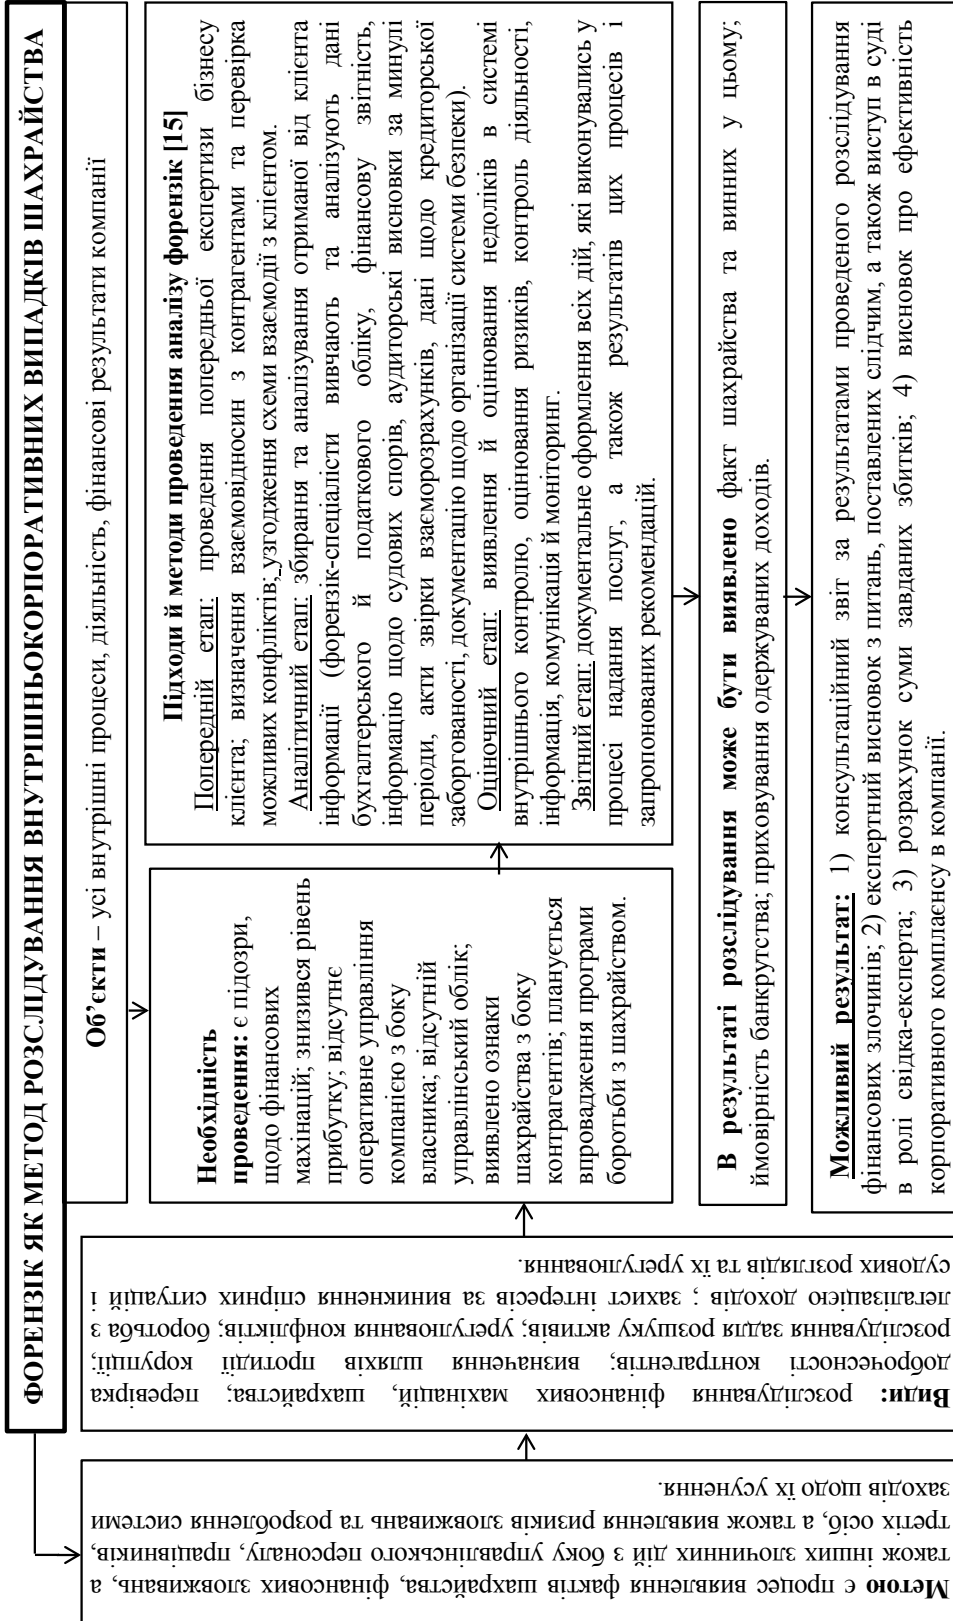 ФОРЕНЗІК ЯК МЕТОД РОЗСЛІДУВАННЯ ВНУТРІШНЬОКОРПОРАТИВНИХ ВИПАДКІВ ШАХРАЙСТВА
Метою є процес виявлення фактів шахрайства, фінансових зловживань, а
також інших злочинних дій з боку управлінського персоналу, працівників,
третіх осіб, а також виявлення ризиків зловживань та розроблення системи
заходів щодо їх усунення.
Види: розслідування фінансових махінацій, шахрайства; перевірка
доброчесності контрагентів; визначення шляхів протидії корупції;
розслідування задля розшуку активів; урегулювання конфліктів; боротьба з
легалізацією доходів ; захист інтересів за виникнення спірних ситуацій і
судових розглядів та їх урегулювання.
Об’єкти – усі внутрішні процеси, діяльність, фінансові результати компанії
Необхідність
проведення: є підозри,
щодо фінансових
махінацій; знизився рівень
прибутку; відсутнє
оперативне управління
компанією з боку
власника; відсутній
управлінський облік;
виявлено ознаки
шахрайства з боку
контрагентів; планується
впровадження програми
боротьби з шахрайством.
Підходи й методи проведення аналізу форензік [15]
Попередній етап: проведення попередньої експертизи бізнесу
клієнта; визначення взаємовідносин з контрагентами та перевірка
можливих конфліктів; узгодження схеми взаємодії з клієнтом.
Аналітичний етап: збирання та аналізування отриманої від клієнта
інформації (форензік-спеціалісти вивчають та аналізують дані
бухгалтерського й податкового обліку, фінансову звітність,
інформацію щодо судових спорів, аудиторські висновки за минулі
періоди, акти звірки взаєморозрахунків, дані щодо кредиторської
заборгованості, документацію щодо організації системи безпеки).
Оціночний етап: виявлення й оцінювання недоліків в системі
внутрішнього контролю, оцінювання ризиків, контроль діяльності,
інформація, комунікація й моніторинг.
Звітний етап: документальне оформлення всіх дій, які виконувались у
процесі надання послуг, а також результатів цих процесів і
запропонованих рекомендацій.
В результаті розслідування може бути виявлено факт шахрайства та винних у цьому;
ймовірність банкрутства; приховування одержуваних доходів.
Можливий результат: 1) консультаційний звіт за результатами проведеного розслідування
фінансових злочинів; 2) експертний висновок з питань, поставлених слідчим, а також виступ в суді
в ролі свідка-експерта; 3) розрахунок суми завданих збитків; 4) висновок про ефективність
корпоративного комплаєнсу в компанії.